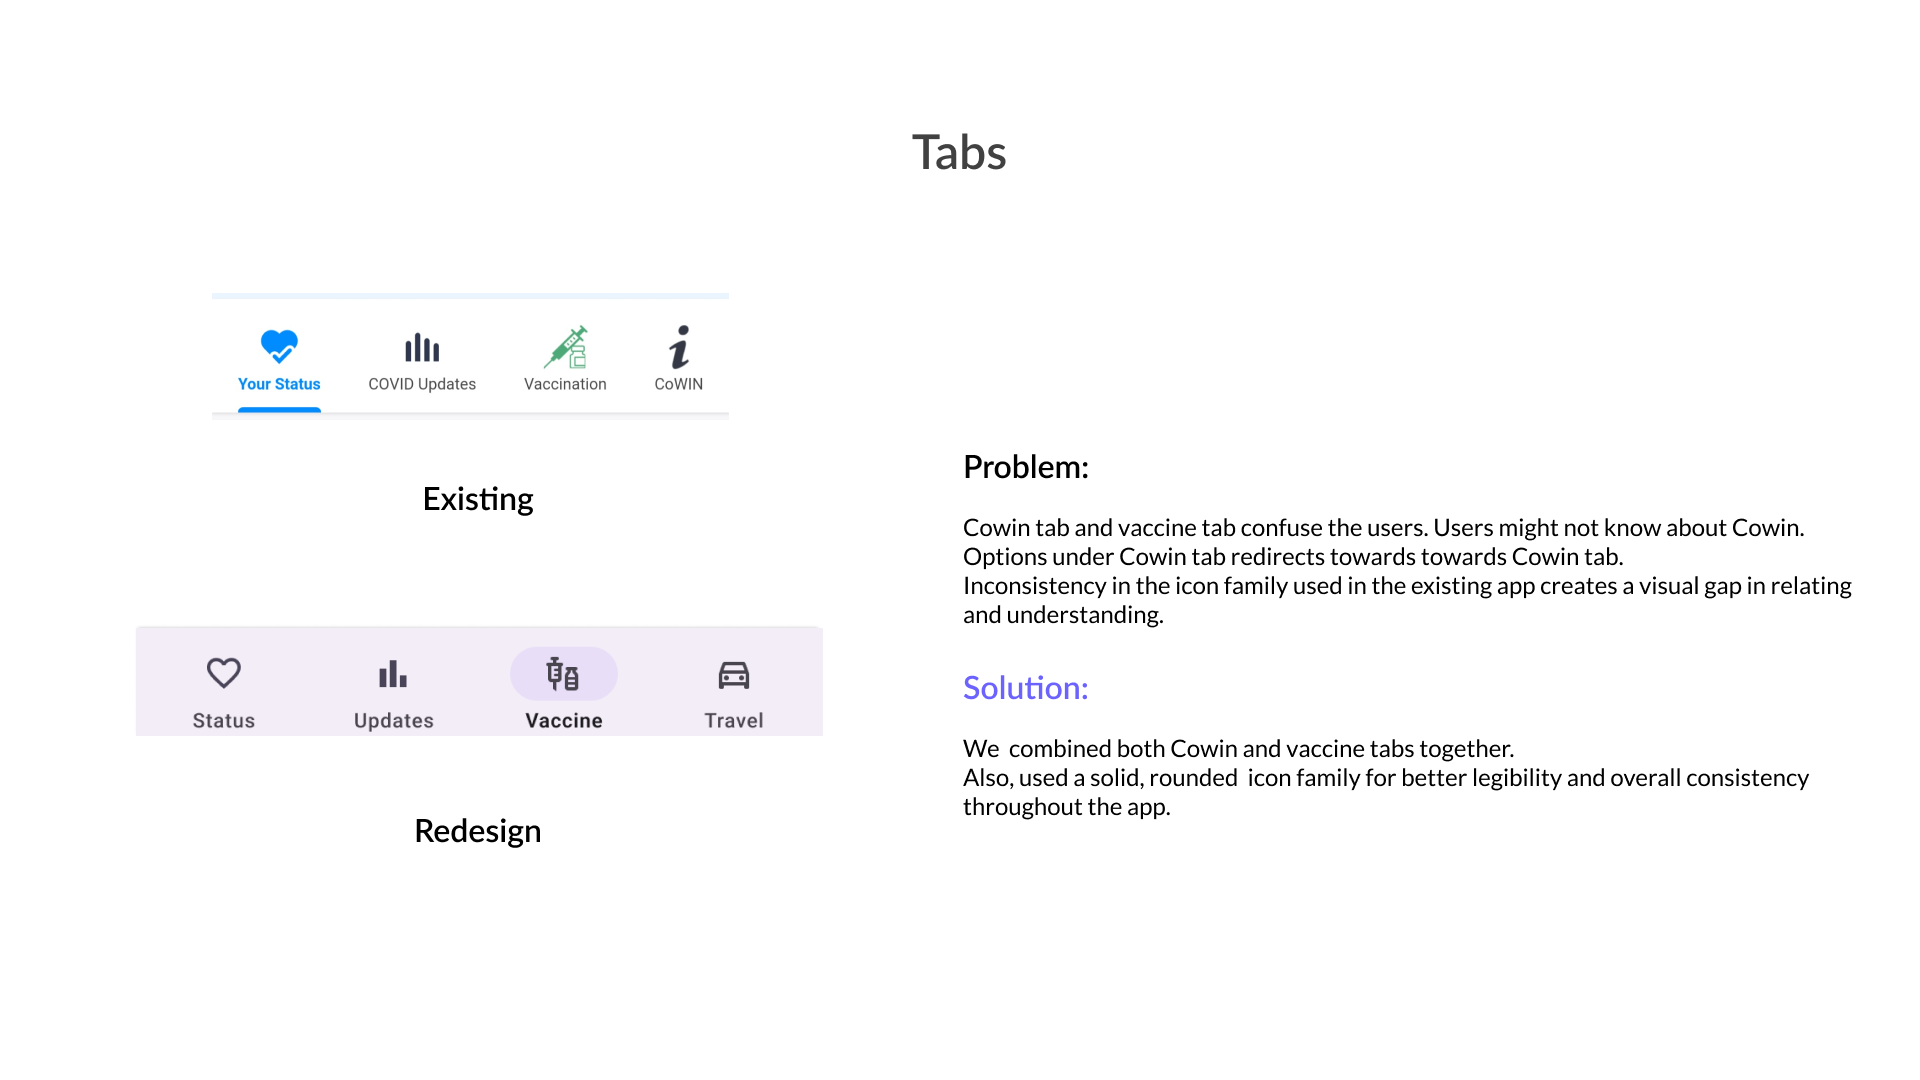 Tabs
Your Status
COVID Updates
Vaccination
CoWIN
Existing
Status
Updates
Vaccine
Travel
Redesign
Problem:
Cowin tab and vaccine tab confuse the users. Users might not know about Cowin.
Options under Cowin tab redirects towards towards Cowin tab.
Inconsistency in the icon family used in the existing app creates a visual gap in relating
and understanding.
Solution:
We  combined both Cowin and vaccine tabs together.
Also, used a solid, rounded  icon family for better legibility and overall consistency
throughout the app.